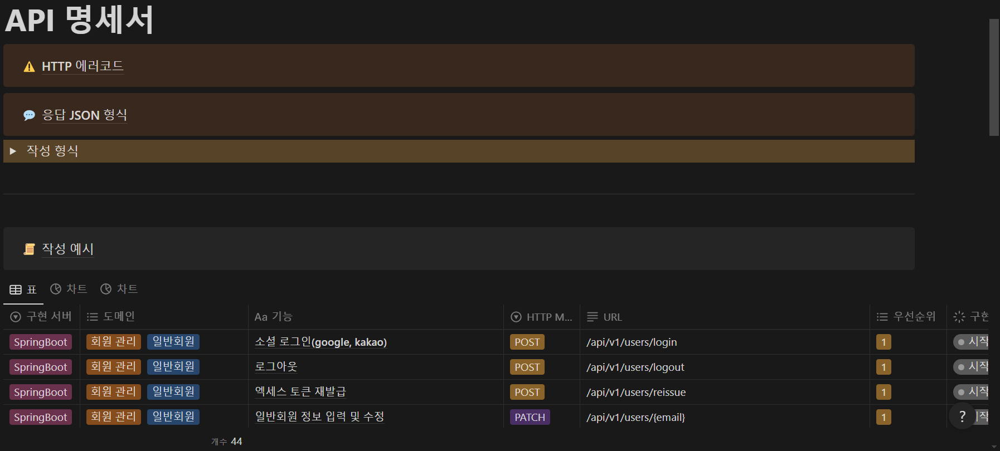 API 명세서
HTTP 에러코드
응답 JSON 형식
작성 형식
작성 예시
표 차트 차트
구현 서버 도메인 Aa 기능 HTTP M... URL 우선순위 구현
SpringBoot 회원 관리 일반회원 소셜 로그인(google, kakao) POST /api/v1/users/login 1 시작
SpringBoot 회원 관리 일반회원 로그아웃 POST /api/v1/users/logout 1 시작
SpringBoot 회원 관리 일반회원 엑세스 토큰 재발급 POST /api/v1/users/reissue 1 시작
SpringBoot 회원 관리 일반회원 일반회원 정보 입력 및 수정 PATCH /api/v1/users/{email} 1 ?
개수 44